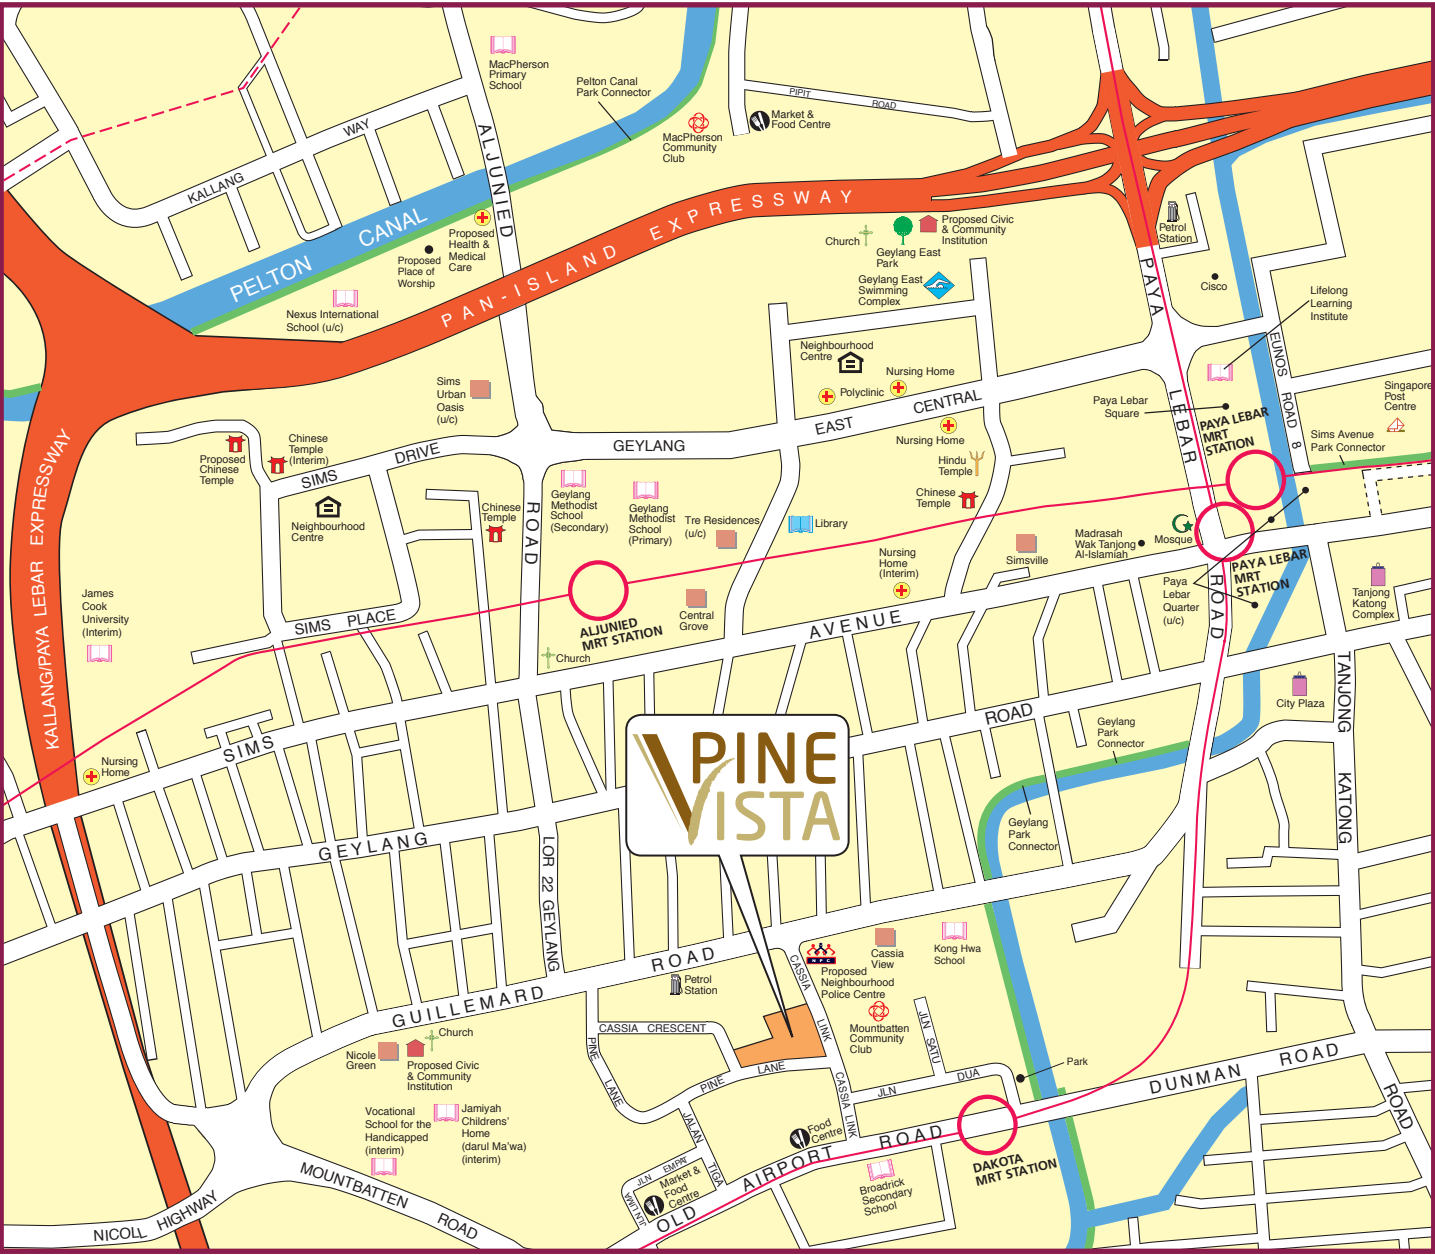 MacPherson
Primary
School
Pelton Canal
Park Connector
PIPIT ROAD
Market &
Food Centre
MacPherson
Community
Club
KALLANG WAY
ALJUNIED
PELTON CANAL
PAN-ISLAND EXPRESSWAY
Proposed
Health &
Medical
Care
Proposed
Place of
Worship
Nexus International
School (u/c)
Church
Geylang East
Park
Proposed Civic
& Community
Institution
Geylang East
Swimming
Complex
Petrol
Station
Cisco
PAYA
Lifelong
Learning
Institute
EUNOS ROAD 8
Neighbourhood
Centre
Nursing Home
Polyclinic
Sims
Urban
Oasis
(u/c)
Paya Lebar
Square
LEBAR
PAYA LEBAR
MRT
STATION
Singapore
Post
Centre
Sims Avenue
Park Connector
GEYLANG EAST CENTRAL
Nursing Home
Hindu
Temple
Chinese
Temple
Proposed
Chinese
Temple
Chinese
Temple
(Interim)
SIMS DRIVE
Neighbourhood
Centre
Chinese
Temple
ROAD
Geylang
Methodist
School
(Secondary)
Geylang
Methodist
School
(Primary)
Tre Residences
(u/c)
Library
Nursing
Home
(Interim)
Simsville
Madrasah
Wak Tanjong
Al-Islamiah
Mosque
PAYA LEBAR
MRT
STATION
Paya
Lebar
Quarter
(u/c)
ROAD
Tanjong
Katong
Complex
KALLANG/PAYA LEBAR EXPRESSWAY
James
Cook
University
(Interim)
SIMS PLACE
ALJUNIED
MRT STATION
Central
Grove
Church
SIMS AVENUE
City Plaza
TANJONG KATONG ROAD
Geylang
Park
Connector
Geylang
Park
Connector
Nursing
Home
GEYLANG ROAD
PINE
VISTA
LOR 22 GEYLANG
GUILLEMARD ROAD
Petrol
Station
CASSIA LINK
NPC
Proposed
Neighbourhood
Police Centre
Cassia
View
Kong Hwa
School
Mountbatten
Community
Club
JLN SATU
CASSIA CRESCENT
PINE LANE
PINE LANE
CASSIA LINK
JLN DUA
Park
DUNMAN ROAD
Church
Nicole
Green
Proposed Civic
& Community
Institution
Vocational
School for the
Handicapped
(interim)
Jamiyah
Childrens'
Home
(darul Ma'wa)
(interim)
JALAN TIGA
JLN EMPAT
JLN LIMA
Market &
Food
Centre
Food
Centre
OLD AIRPORT ROAD
DAKOTA
MRT STATION
Broadrick
Secondary
School
MOUNTBATTEN ROAD
NICOLL HIGHWAY